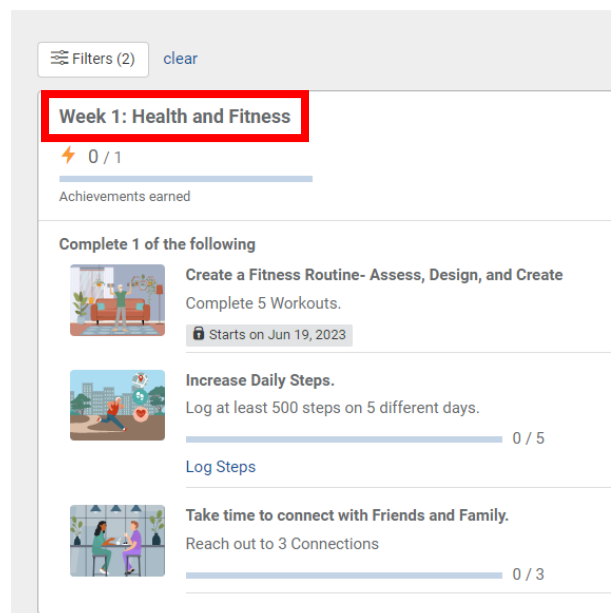 Filters (2) clear
Week 1: Health and Fitness
0 / 1
Achievements earned
Complete 1 of the following
Create a Fitness Routine- Assess, Design, and Create
Complete 5 Workouts.
Starts on Jun 19, 2023
Increase Daily Steps.
Log at least 500 steps on 5 different days.
0 / 5
Log Steps
Take time to connect with Friends and Family.
Reach out to 3 Connections
0 / 3